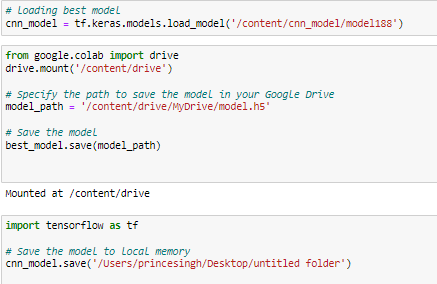 # Loading best model
cnn_model = tf.keras.models.load_model('/content/cnn_model/model188')
from google.colab import drive
drive.mount('/content/drive')
# Specify the path to save the model in your Google Drive
model_path = '/content/drive/MyDrive/model.h5'
# Save the model
best_model.save(model_path)
Mounted at /content/drive
import tensorflow as tf
# Save the model to local memory
cnn_model.save('/Users/princesingh/Desktop/untitled folder')